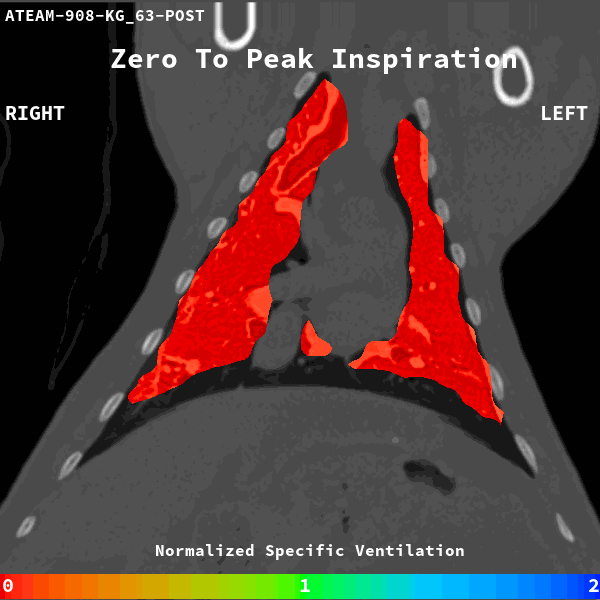 ATEAM-908-KG_63-POST
Zero To Peak Inspiration
RIGHT
LEFT
Normalized Specific Ventilation
0
1
2